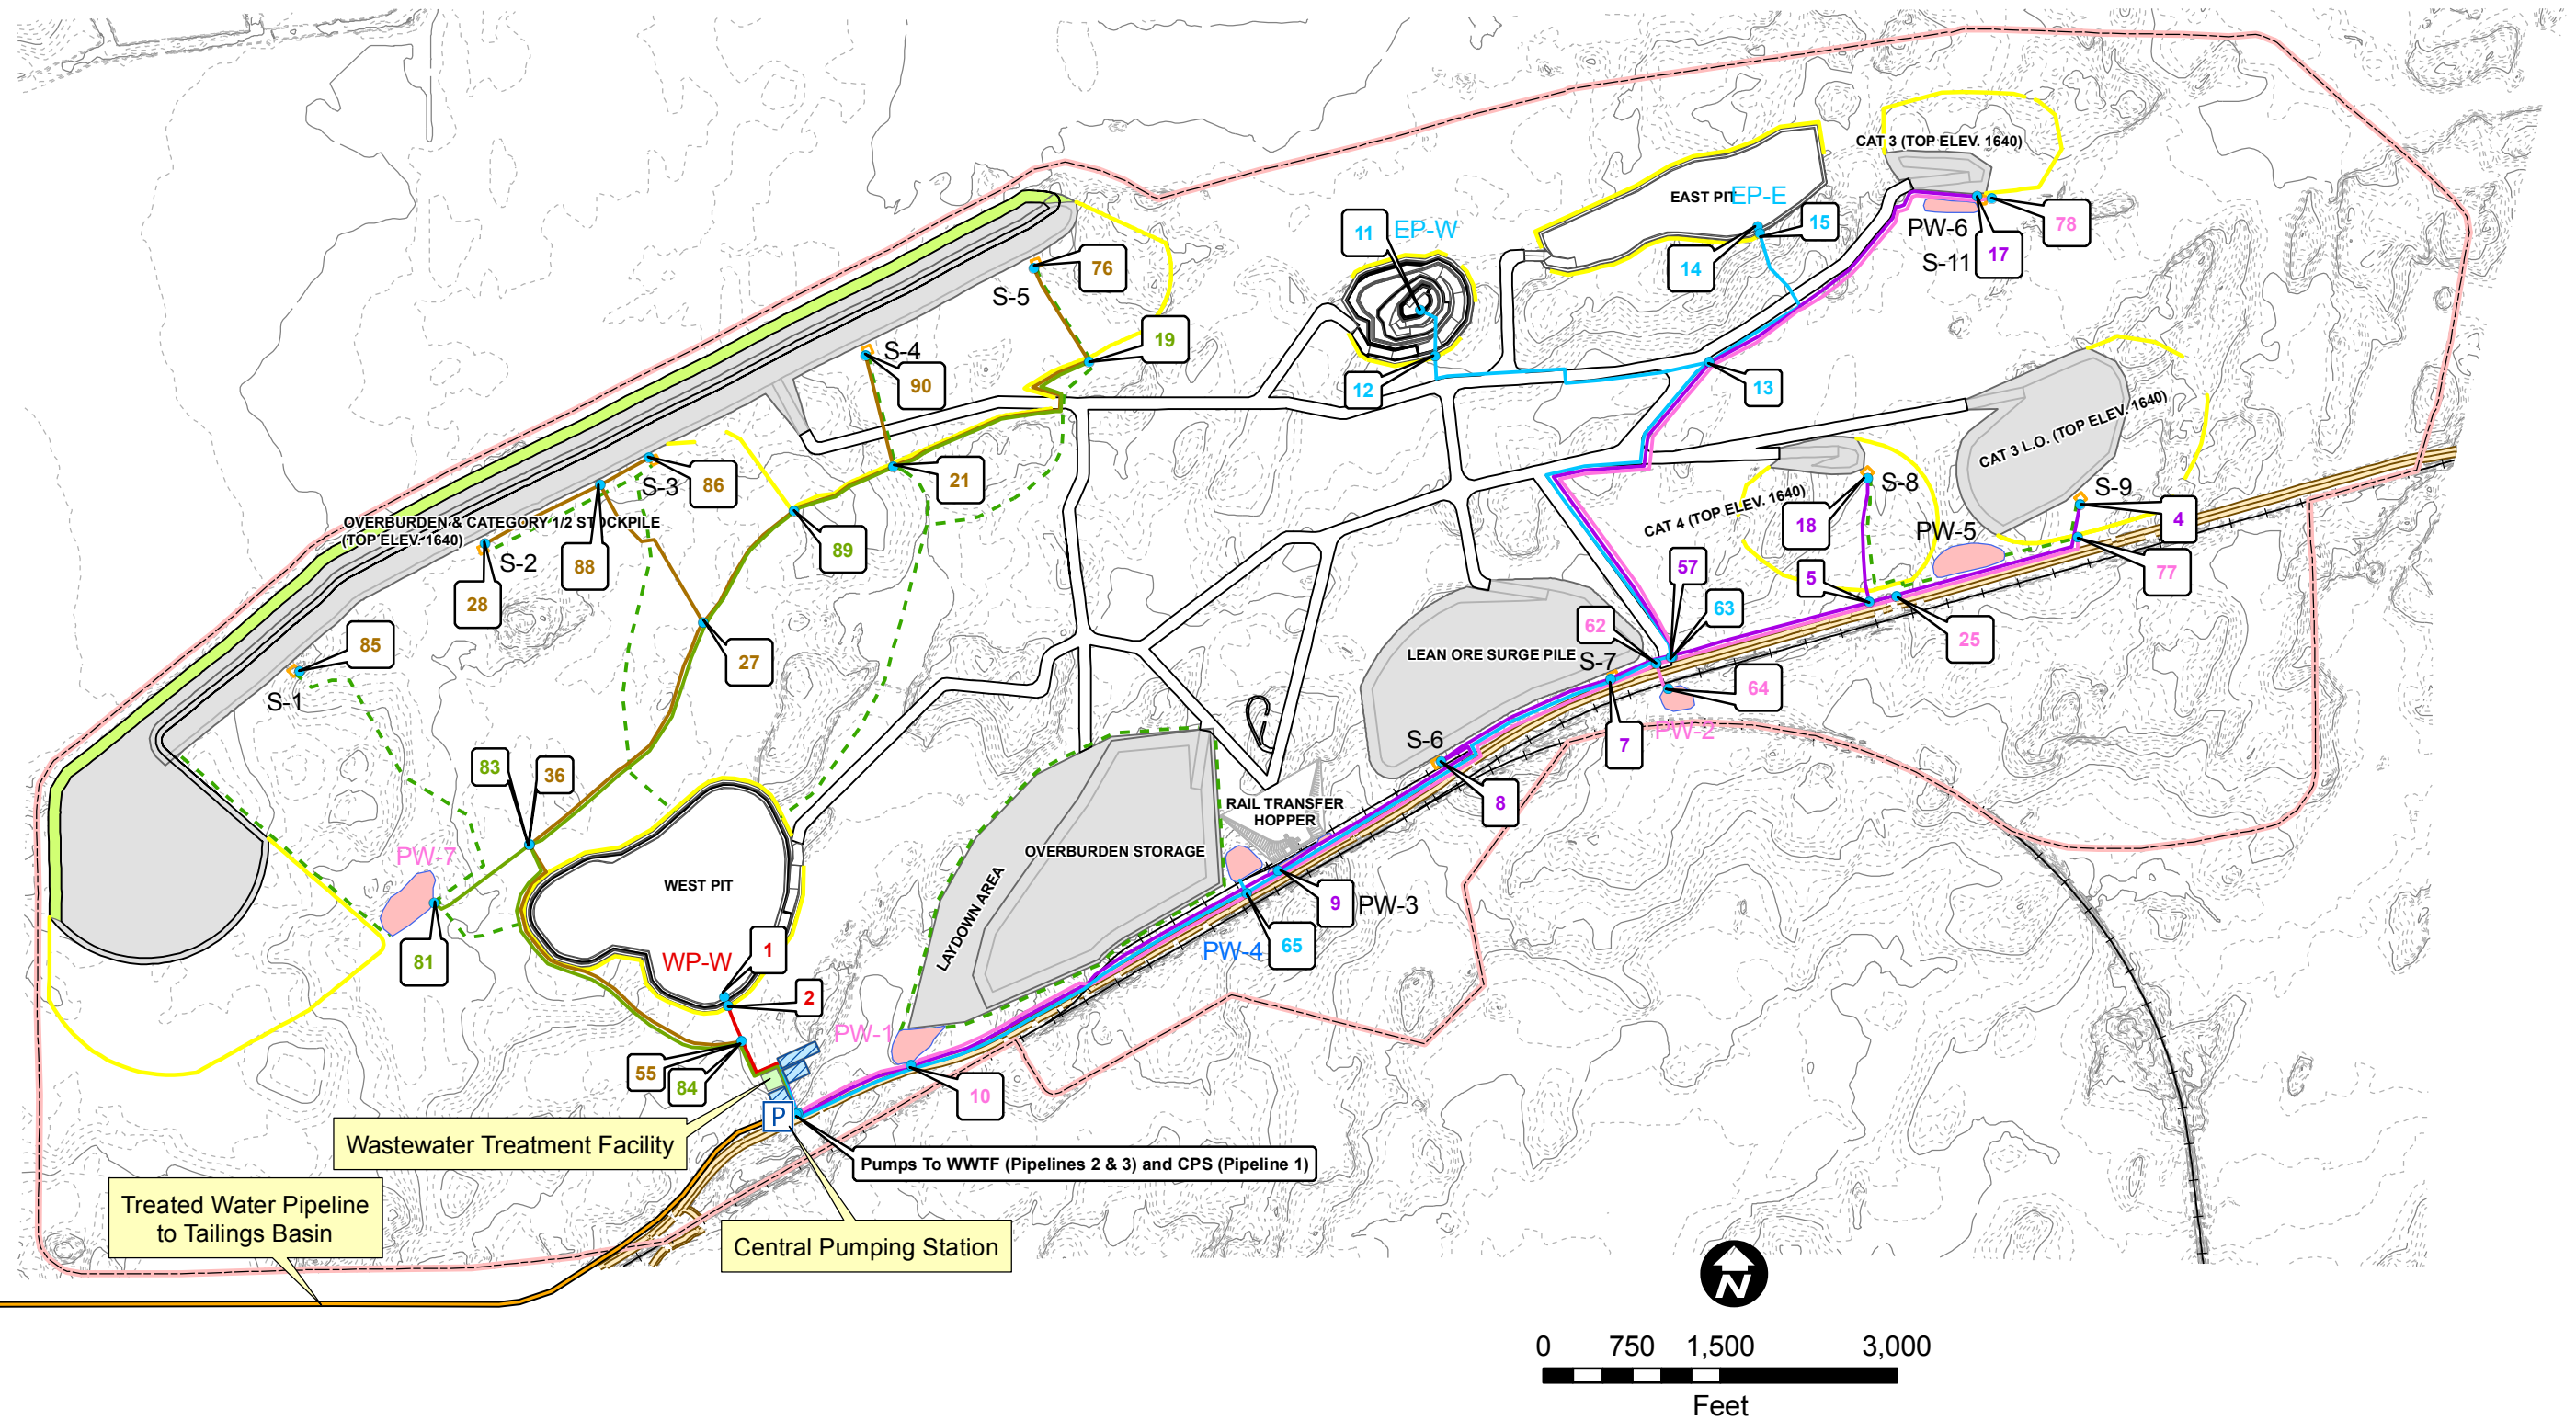 CAT 3 (TOP ELEV. 1640)
EAST PIT
EP-E
15
14
11
EP-W
12
13
PW-6
S-11
17
78
76
S-5
19
S-4
90
21
S-3
86
OVERBURDEN & CATEGORY 1/2 STOCKPILE
(TOP ELEV. 1640)
S-2
88
28
89
27
85
S-1
CAT 3 L.O. (TOP ELEV. 1640)
CAT 4 (TOP ELEV. 1640)
S-8
18
S-9
4
PW-5
77
5
57
63
25
62
LEAN ORE SURGE PILE
S-7
64
PW-2
7
S-6
8
83
36
PW-7
81
WEST PIT
WP-W
1
2
LAYDOWN AREA
OVERBURDEN STORAGE
RAIL TRANSFER
HOPPER
9
PW-3
PW-4
65
PW-1
10
55
84
P
Wastewater Treatment Facility
Pumps To WWTF (Pipelines 2 & 3) and CPS (Pipeline 1)
Treated Water Pipeline
to Tailings Basin
Central Pumping Station
N
0 750 1,500 3,000
Feet